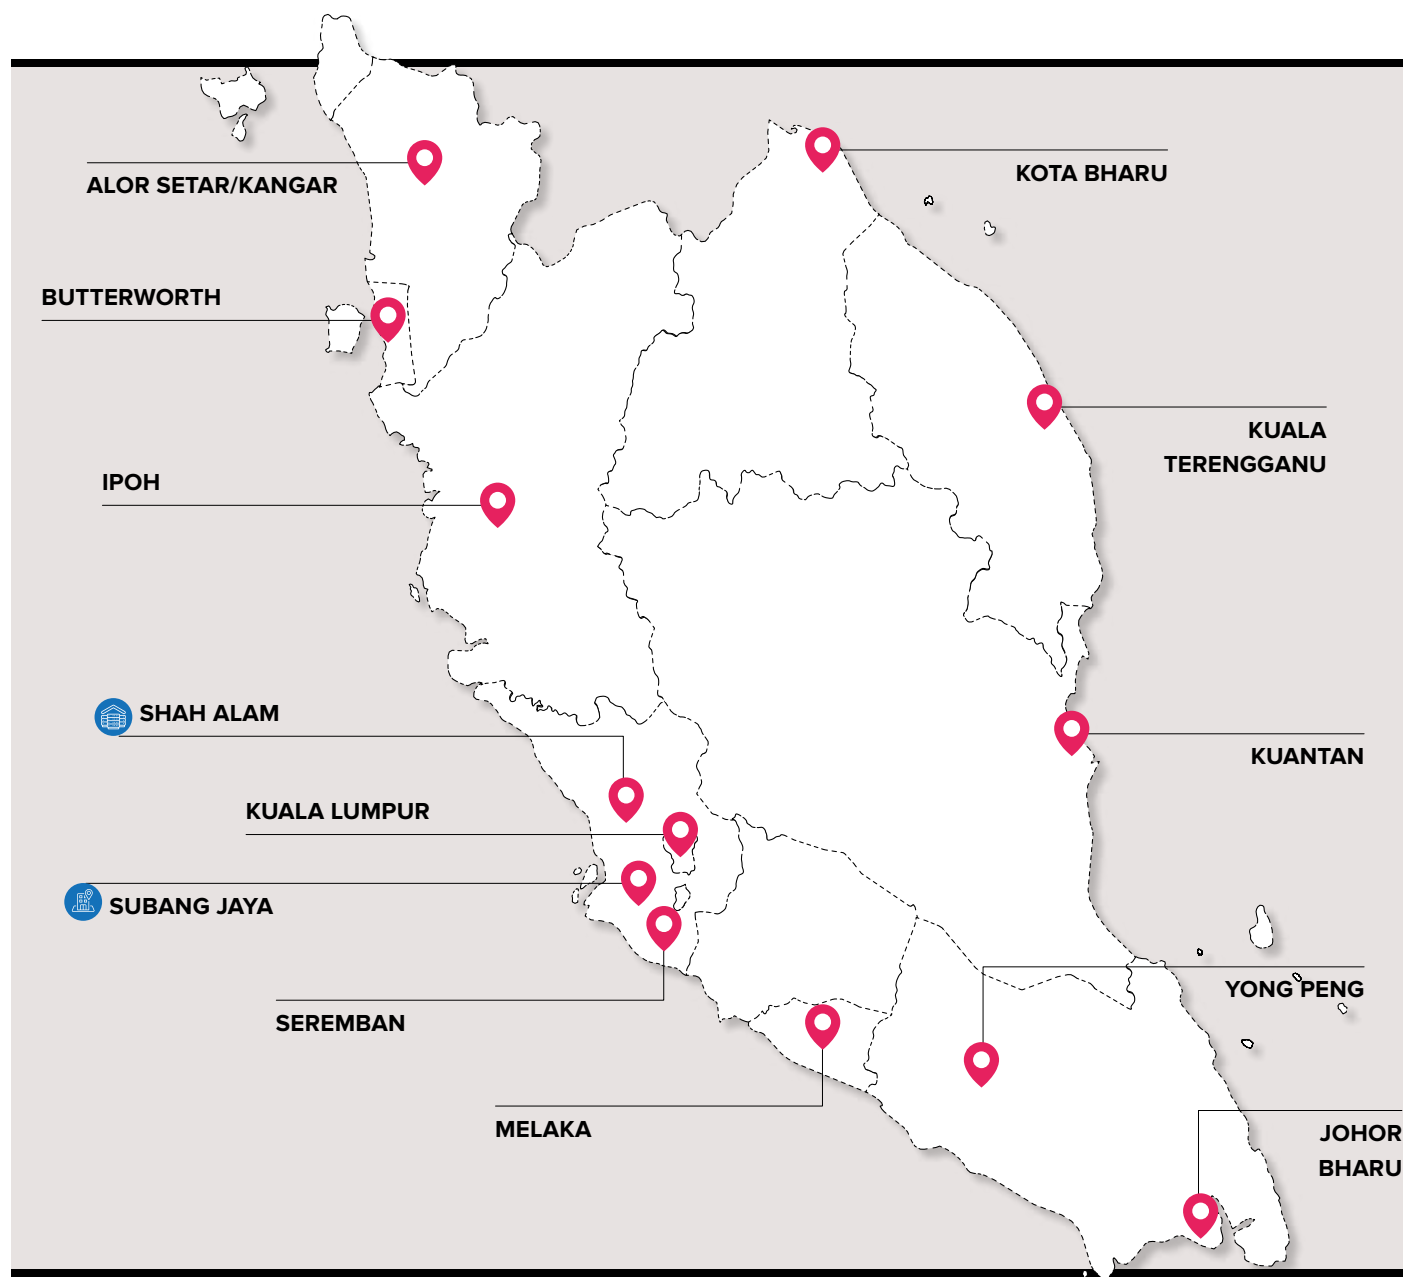 KOTA BHARU
ALOR SETAR/KANGAR
BUTTERWORTH
KUALA
TERENGGANU
IPOH
SHAH ALAM
KUANTAN
KUALA LUMPUR
SUBANG JAYA
YONG PENG
SEREMBAN
MELAKA
JOHOR
BHARU